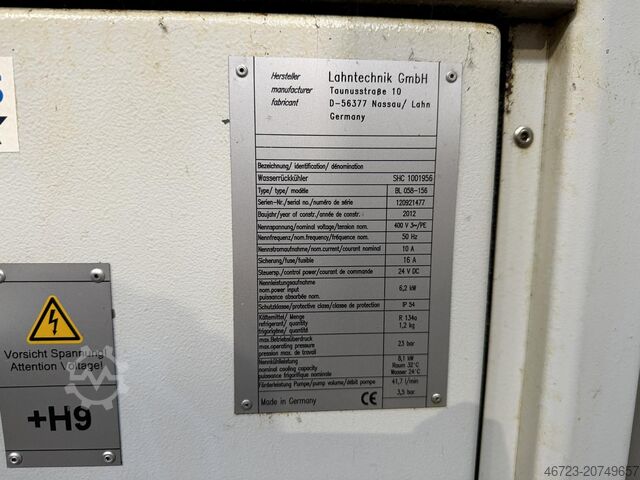 S
K
Hersteller Lahntechnik GmbH
manufacturer Taunusstraße 10
fabricant D-56377 Nassau/ Lahn
Germany
Bezeichnung/ identification/ dénomination
Wasserrückkühler SHC 1001956
Type/ type/ modéle BL 058-156
Serien-Nr./serial no./numéro de série 120921477
Baujahr/year of constr./année de constr. 2012
Nennspannung/nominal voltage/tension nom. 400 V 3~/PE
Nennfrequenz/nom.frequency/fréquence nom. 50 Hz
Nennstromaufnahme/nom.current/courant nominal 10 A
Sicherung/fuse/fusible 16 A
Steuersp./control power/courant de commande 24 V DC
Nennleistungsaufnahme
nom.power input 6,2 kW
puissance absorbée nom.
Schutzklasse/protective class/classe de protection IP 54
Kältemittel/ Menge R 134a
refrigerant/ quantity 1,2 kg
frigorigène/ quantité
max.Betriebsüberdruck
max.operating pressure 23 bar
pression max. de travail
Nennkühlleistung 8,1 kW
nominal cooling capacity Raum 32°C
puissance frigorifique nominale Wasser 24°C
Förderleistung Pumpe/pump volume/débit pompe 41,7 l/min
3,5 bar
Made in Germany CE
Vorsicht Spannung!
Attention Voltage!
+H9
46723-20749657